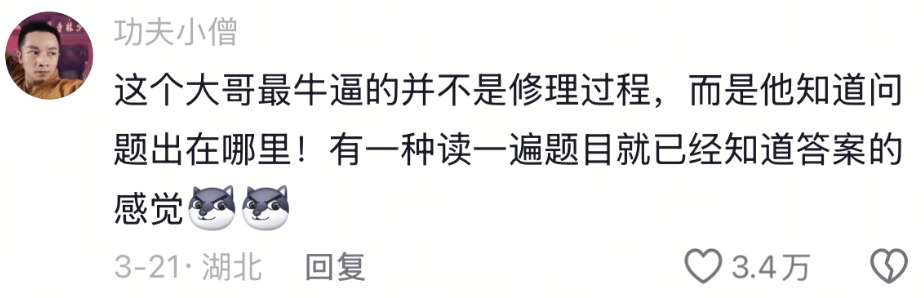 功夫小僧
这个大哥最牛逼的并不是修理过程，而是他知道问
题出在哪里！有一种读一遍题目就已经知道答案的
感觉
3-21·湖北 回复 3.4万